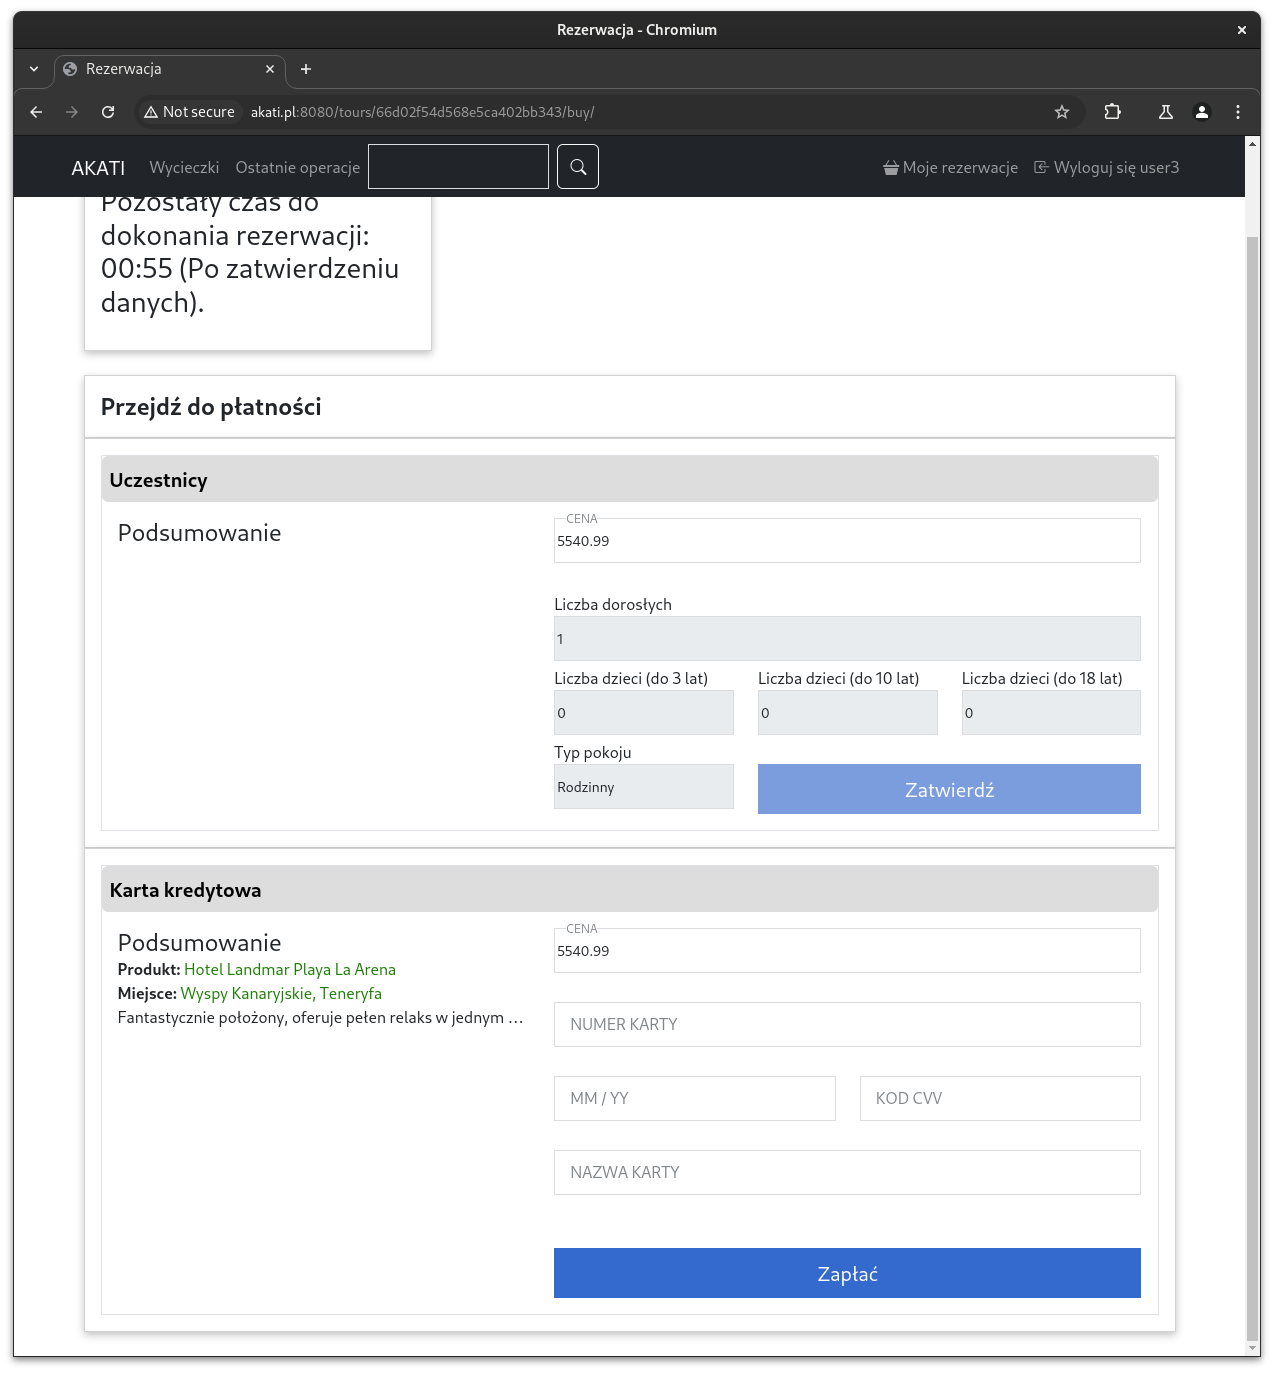 Rezerwacja - Chromium
Rezerwacja
Not secure akati.pl:8080/tours/66d02f54d568e5ca402bb343/buy/
AKATI Wycieczki Ostatnie operacje Moje rezerwacje Wyloguj się user3
Pozostały czas do
dokonania rezerwacji:
00:55 (Po zatwierdzeniu
danych).
Przejdź do płatności
Uczestnicy
Podsumowanie
CENA
5540.99
Liczba dorosłych
1
Liczba dzieci (do 3 lat) Liczba dzieci (do 10 lat) Liczba dzieci (do 18 lat)
0 0 0
Typ pokoju
Rodzinny Zatwierdź
Karta kredytowa
Podsumowanie
Produkt: Hotel Landmar Playa La Arena
Miejsce: Wyspy Kanaryjskie, Teneryfa
Fantastycznie położony, oferuje pełen relaks w jednym …
CENA
5540.99
NUMER KARTY
MM / YY KOD CVV
NAZWA KARTY
Zapłać